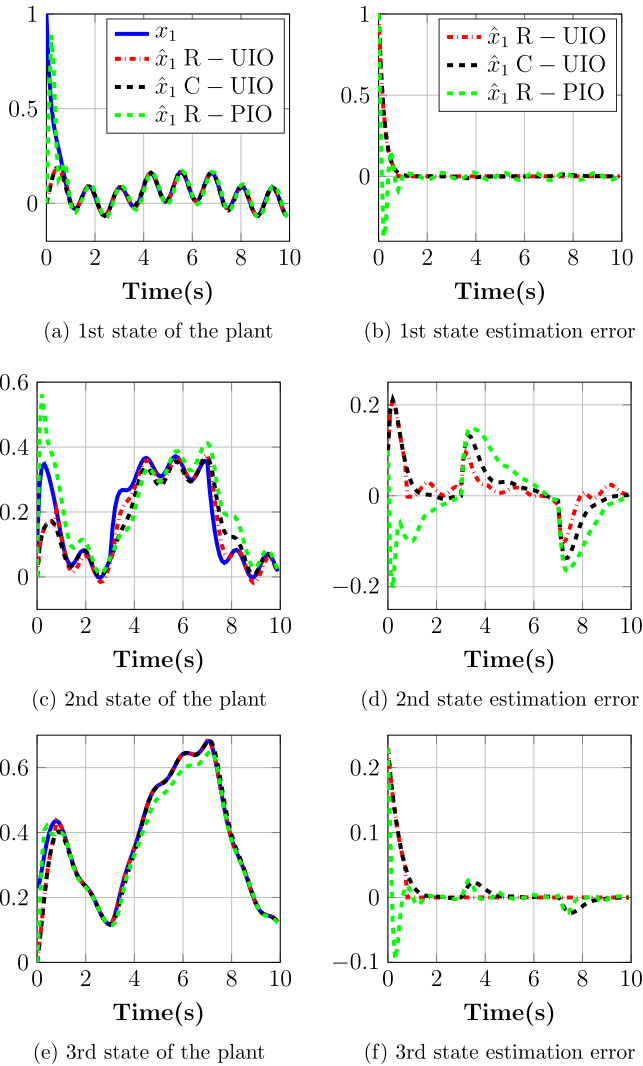 1
0.5
0
0 2 4 6 8 10
Time(s)
x₁
x̂₁ R − UIO
x̂₁ C − UIO
x̂₁ R − PIO
(a) 1st state of the plant
1
0.5
0
0 2 4 6 8 10
Time(s)
x̂₁ R − UIO
x̂₁ C − UIO
x̂₁ R − PIO
(b) 1st state estimation error
0.6
0.4
0.2
0
0 2 4 6 8 10
Time(s)
(c) 2nd state of the plant
0.2
0
−0.2
0 2 4 6 8 10
Time(s)
(d) 2nd state estimation error
0.6
0.4
0.2
0
0 2 4 6 8 10
Time(s)
(e) 3rd state of the plant
0.2
0.1
0
−0.1
0 2 4 6 8 10
Time(s)
(f) 3rd state estimation error